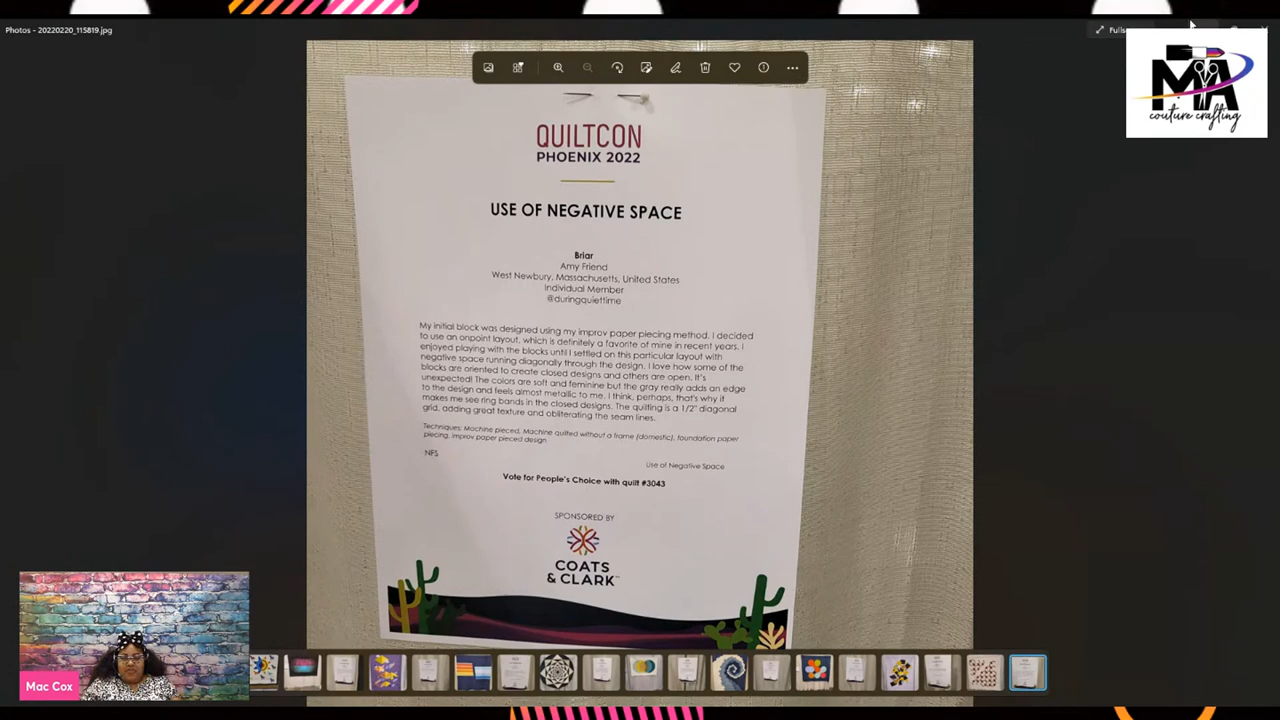 Photos - 20220220_115819.jpg
MA
couture crafting
QUILTCON
PHOENIX 2022
USE OF NEGATIVE SPACE
Briar
Amy Friend
West Newbury, Massachusetts, United States
Individual Member
@duringquiettime
My initial block was designed using my improv paper piecing method. I decided
to use an onpoint layout, which is definitely a favorite of mine in recent years. I
enjoyed playing with the blocks until I settled on this particular layout with
negative space running diagonally through the design. I love how some of the
blocks are oriented to create closed designs and others are open. It's
unexpected! The colors are soft and feminine but the gray really adds an edge
to the design and feels almost metallic to me. I think, perhaps, that's why it
makes me see ring bands in the closed designs. The quilting is a 1/2" diagonal
grid, adding great texture and obliterating the seam lines.
Techniques: Machine pieced, Machine quilted without a frame (domestic), foundation paper
piecing, improv paper pieced design
NFS
Use of Negative Space
Vote for People's Choice with quilt #3043
SPONSORED BY
COATS
& CLARK
Mac Cox